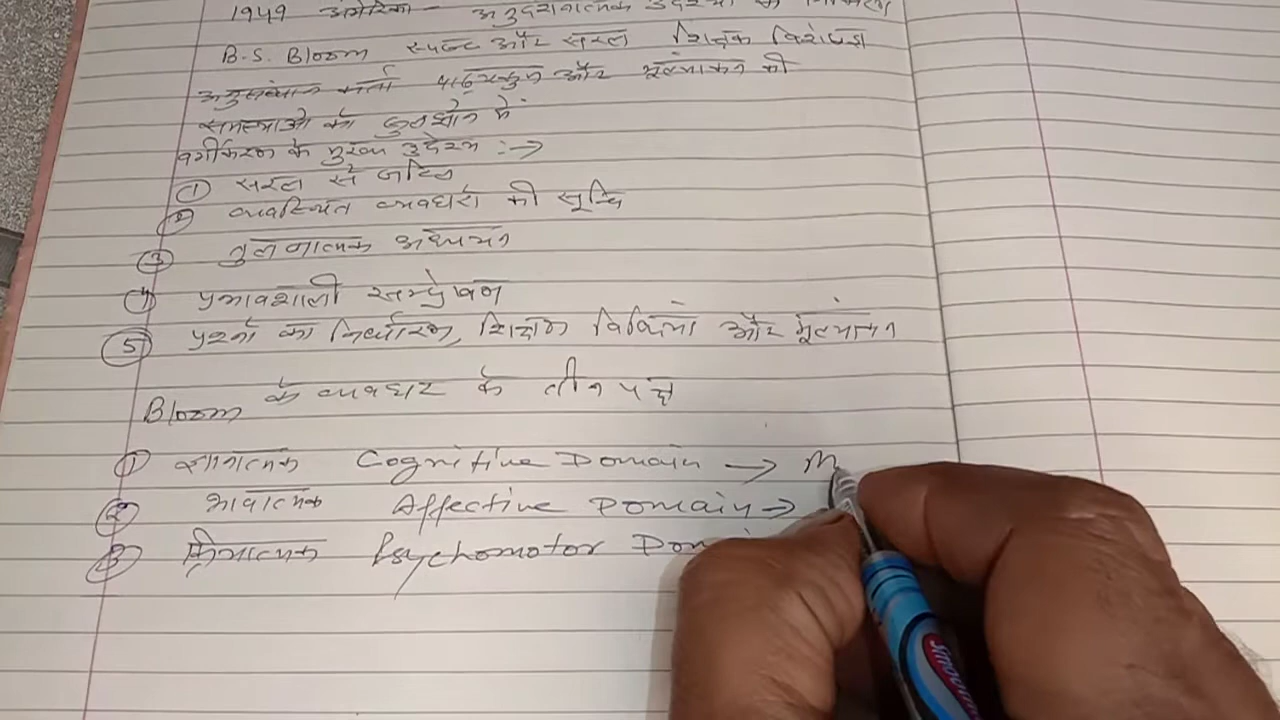 1949 अमेरिका - अनुदेशनात्मक उद्देश्यों
B.S. Bloom स्पष्ट और सरल शिक्षक विशेषज्ञ
अनुसंधान कर्ता पाठ्यक्रम और मूल्यांकन की
समस्याओं को
वर्गीकरण के मुख्य उद्देश्य :→
① सरल से जटिल
② व्यवस्थित व्यवहारों की सूचि
③ तुलनात्मक अध्ययन
④ प्रभावशाली सम्प्रेषण
⑤ प्रश्नों का निर्धारण, शिक्षण विधियां और मूल्यांकन
Bloom के व्यवहार के तीन पक्ष
① ज्ञानात्मक Cognitive Domain → M
② भावात्मक Affective Domain →
③ क्रियात्मक Psychomotor